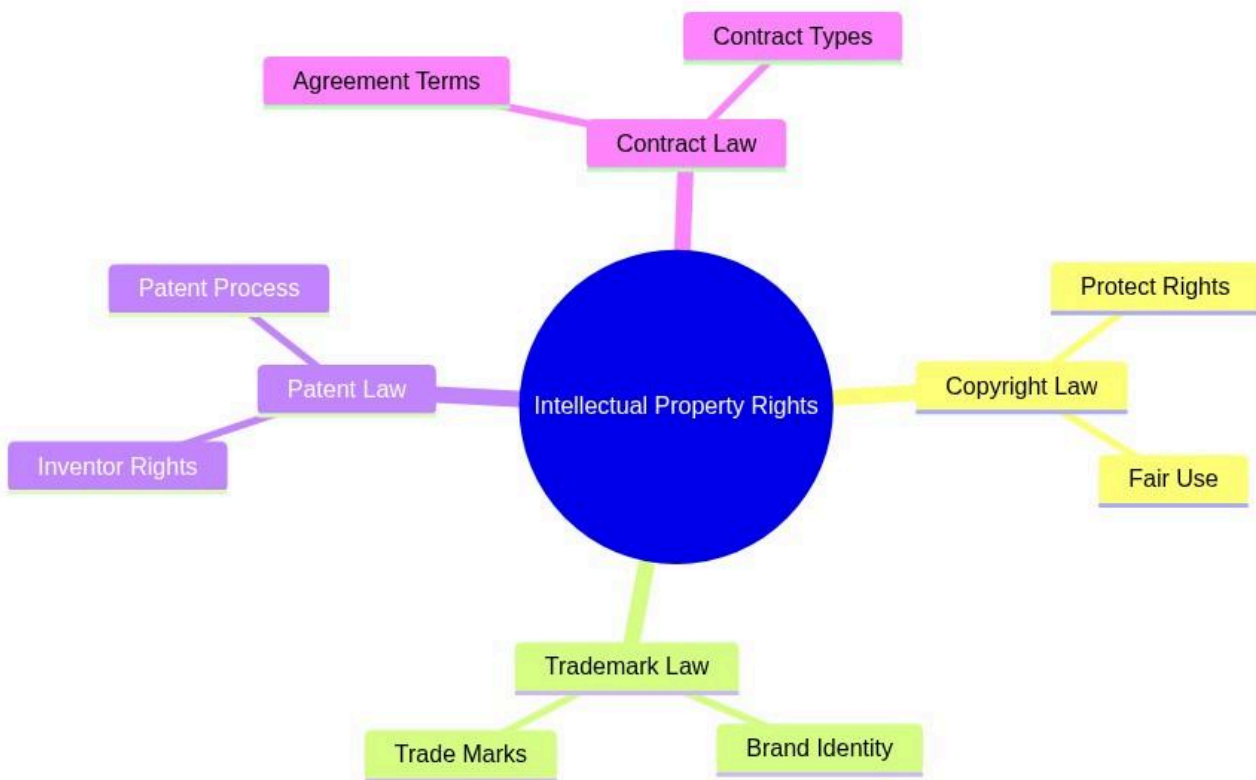 Contract Types
Agreement Terms
Contract Law
Patent Process
Protect Rights
Patent Law
Intellectual Property Rights
Copyright Law
Inventor Rights
Fair Use
Trademark Law
Trade Marks
Brand Identity